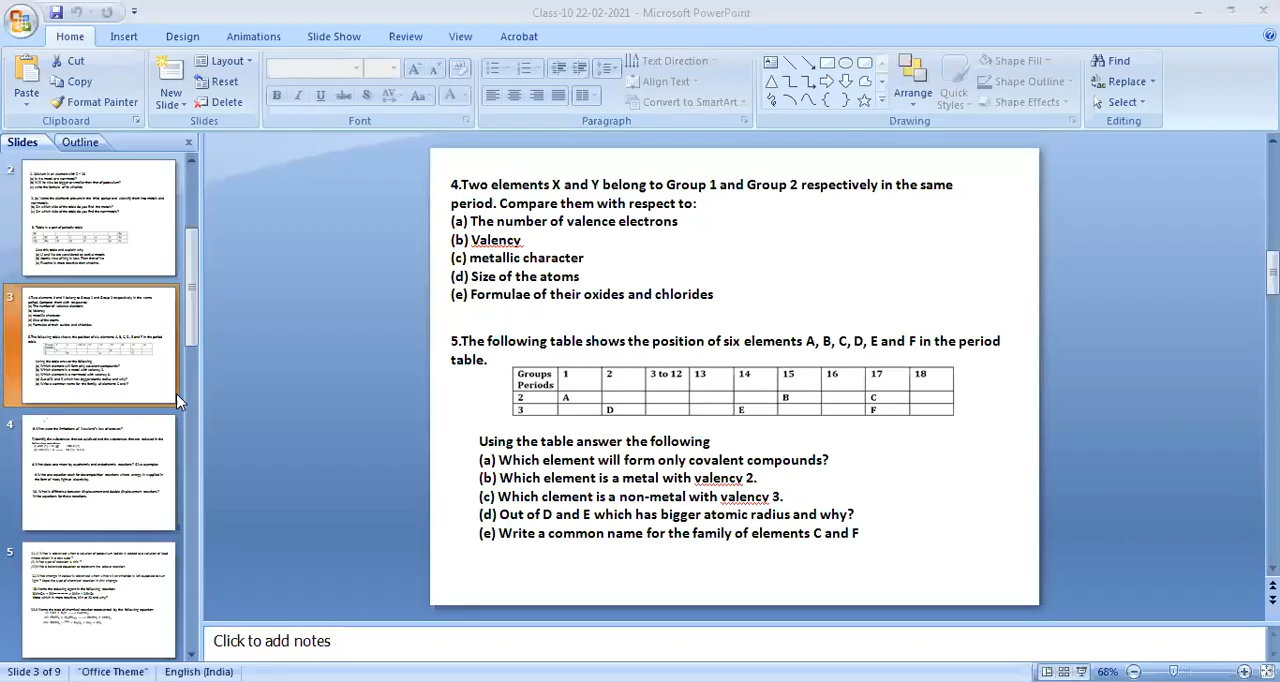 Class-10 22-02-2021 - Microsoft PowerPoint
Home Insert Design Animations Slide Show Review View Acrobat
Paste Cut Copy Format Painter Clipboard
New Slide Layout Reset Delete Slides
B I U abc S AV Aa A Font
Text Direction Align Text Convert to SmartArt Paragraph
Arrange Quick Styles Shape Fill Shape Outline Shape Effects Drawing
Find Replace Select Editing
Slides Outline
2
3
4
5
4.Two elements X and Y belong to Group 1 and Group 2 respectively in the same
period. Compare them with respect to:
(a) The number of valence electrons
(b) Valency
(c) metallic character
(d) Size of the atoms
(e) Formulae of their oxides and chlorides
5.The following table shows the position of six elements A, B, C, D, E and F in the period
table.
Groups 1 2 3 to 12 13 14 15 16 17 18
Periods
2 A B C
3 D E F
Using the table answer the following
(a) Which element will form only covalent compounds?
(b) Which element is a metal with valency 2.
(c) Which clement is a non-metal with valency 3.
(d) Out of D and E which has bigger atomic radius and why?
(e) Write a common name for the family of elements C and F
Click to add notes
Slide 3 of 9 "Office Theme" English (India) 68%